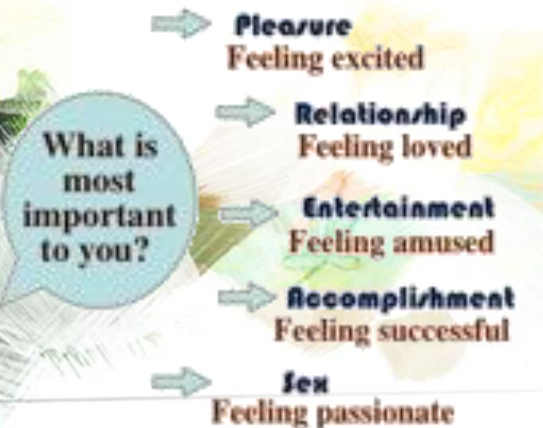 Pleasure
Feeling excited
Relationship
Feeling loved
What is
most
important
to you?
Entertainment
Feeling amused
Accomplishment
Feeling successful
Sex
Feeling passionate